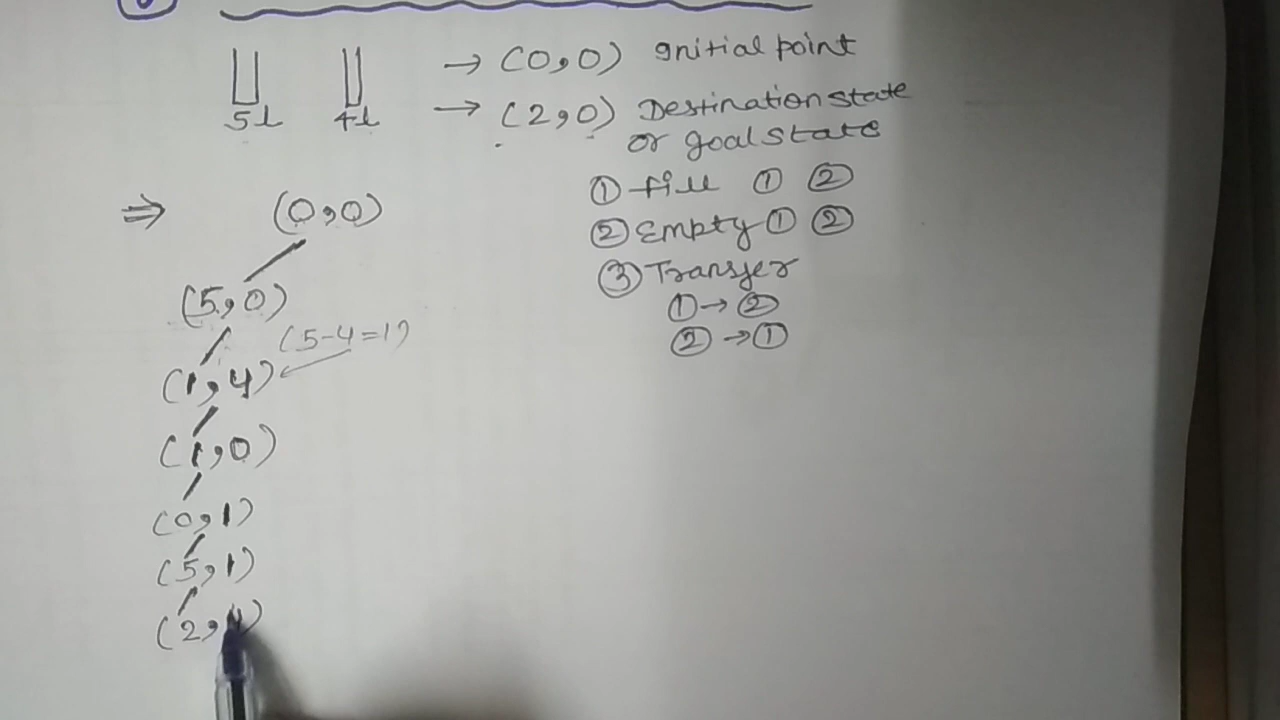 5l 4l → (0,0) Initial point
→ (2,0) Destination state
or goal state
① fill ① ②
② Empty ① ②
③ Transfer
① → ②
② → ①
⇒ (0,0)
(5,0)
(5-4=1)
(1,4)
(1,0)
(0,1)
(5,1)
(2,4)